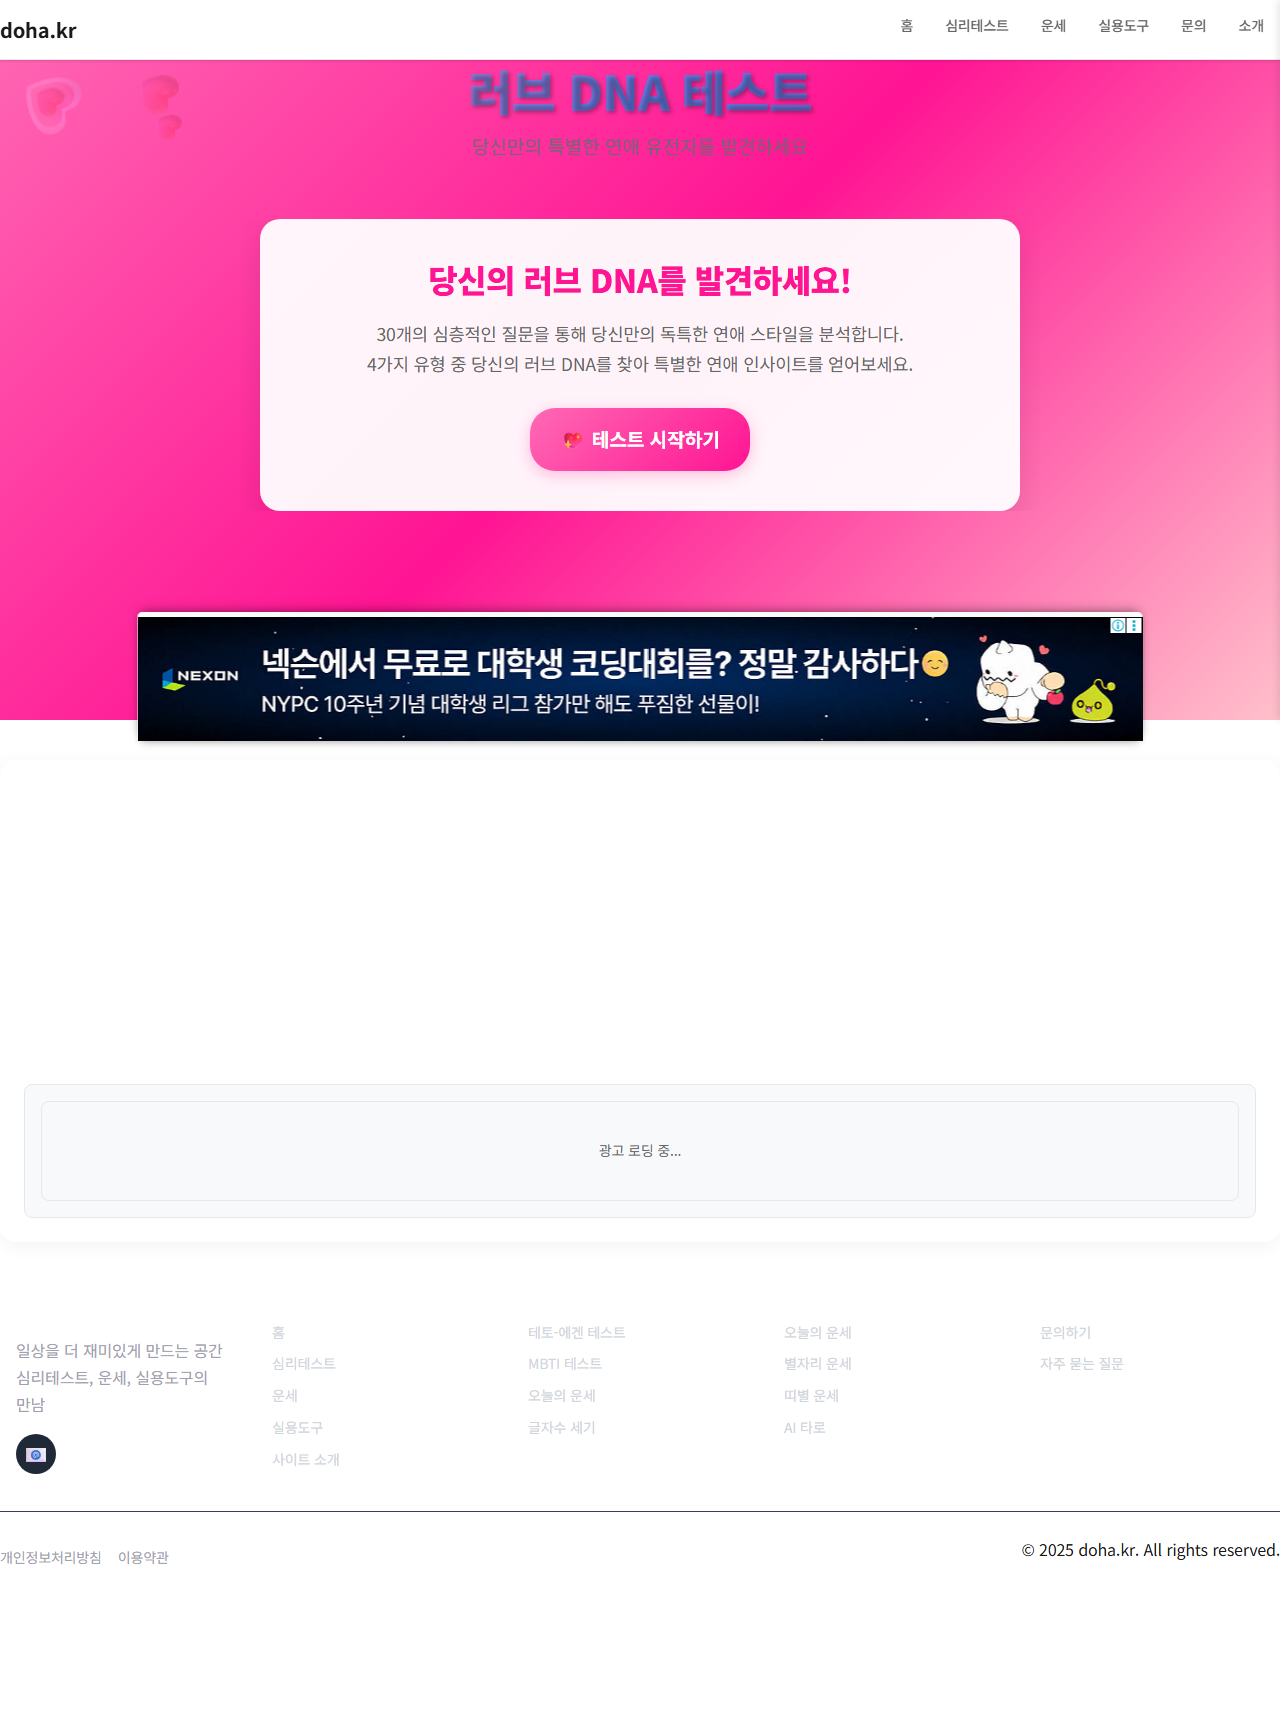 doha.kr
홈
심리테스트
운세
실용도구
문의
소개
러브 DNA 테스트
당신만의 특별한 연애 유전자를 발견하세요
당신의 러브 DNA를 발견하세요!
30개의 심층적인 질문을 통해 당신만의 독특한 연애 스타일을 분석합니다.
4가지 유형 중 당신의 러브 DNA를 찾아 특별한 연애 인사이트를 얻어보세요.
테스트 시작하기
NEXON
넥슨에서 무료로 대학생 코딩대회를? 정말 감사하다
NYPC 10주년 기념 대학생 리그 참가만 해도 푸짐한 선물이!
광고 로딩 중...
일상을 더 재미있게 만드는 공간
심리테스트, 운세, 실용도구의
만남
홈
심리테스트
운세
실용도구
사이트 소개
테토-에겐 테스트
MBTI 테스트
오늘의 운세
글자수 세기
오늘의 운세
별자리 운세
띠별 운세
AI 타로
문의하기
자주 묻는 질문
개인정보처리방침
이용약관
© 2025 doha.kr. All rights reserved.